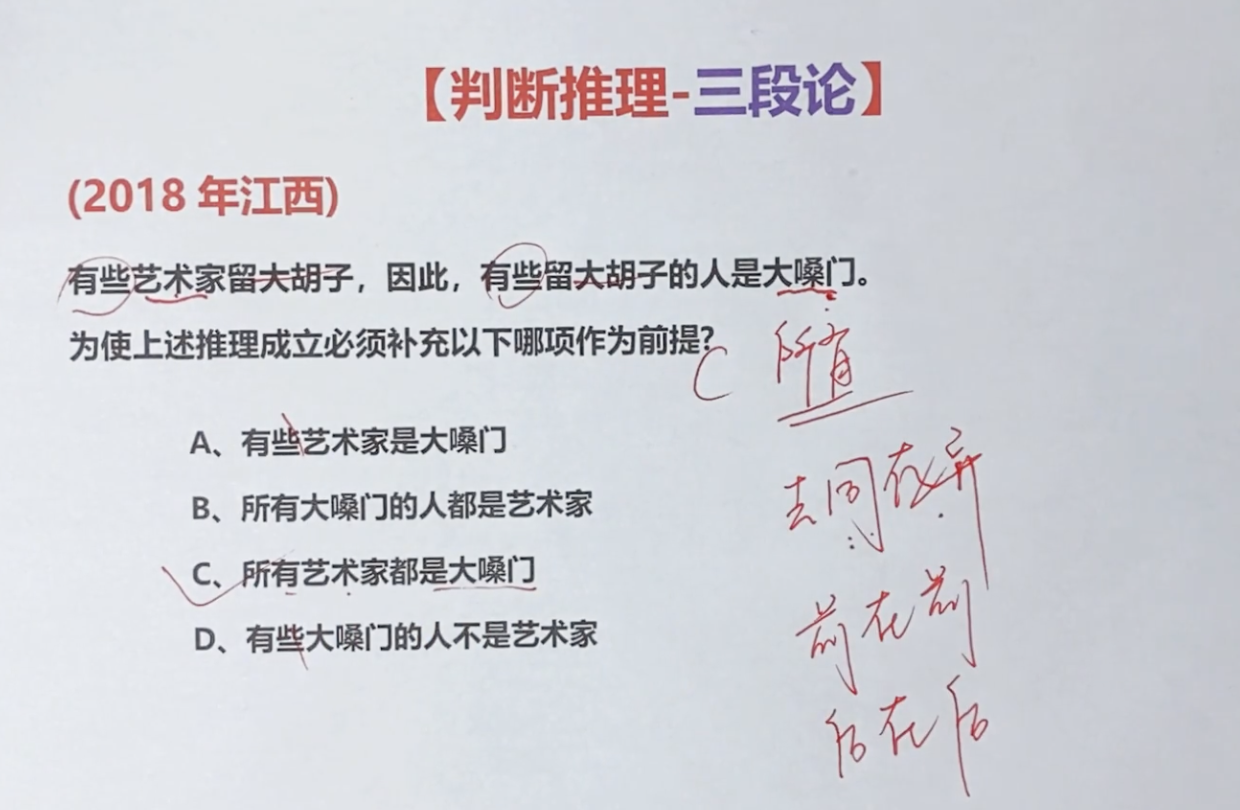 【判断推理-三段论】
(2018 年江西)
有些艺术家留大胡子，因此，有些留大胡子的人是大嗓门。
为使上述推理成立必须补充以下哪项作为前提?
C 所有
A、有些艺术家是大嗓门
去同存异
B、所有大嗓门的人都是艺术家
C、所有艺术家都是大嗓门
前在前
D、有些大嗓门的人不是艺术家
后在后